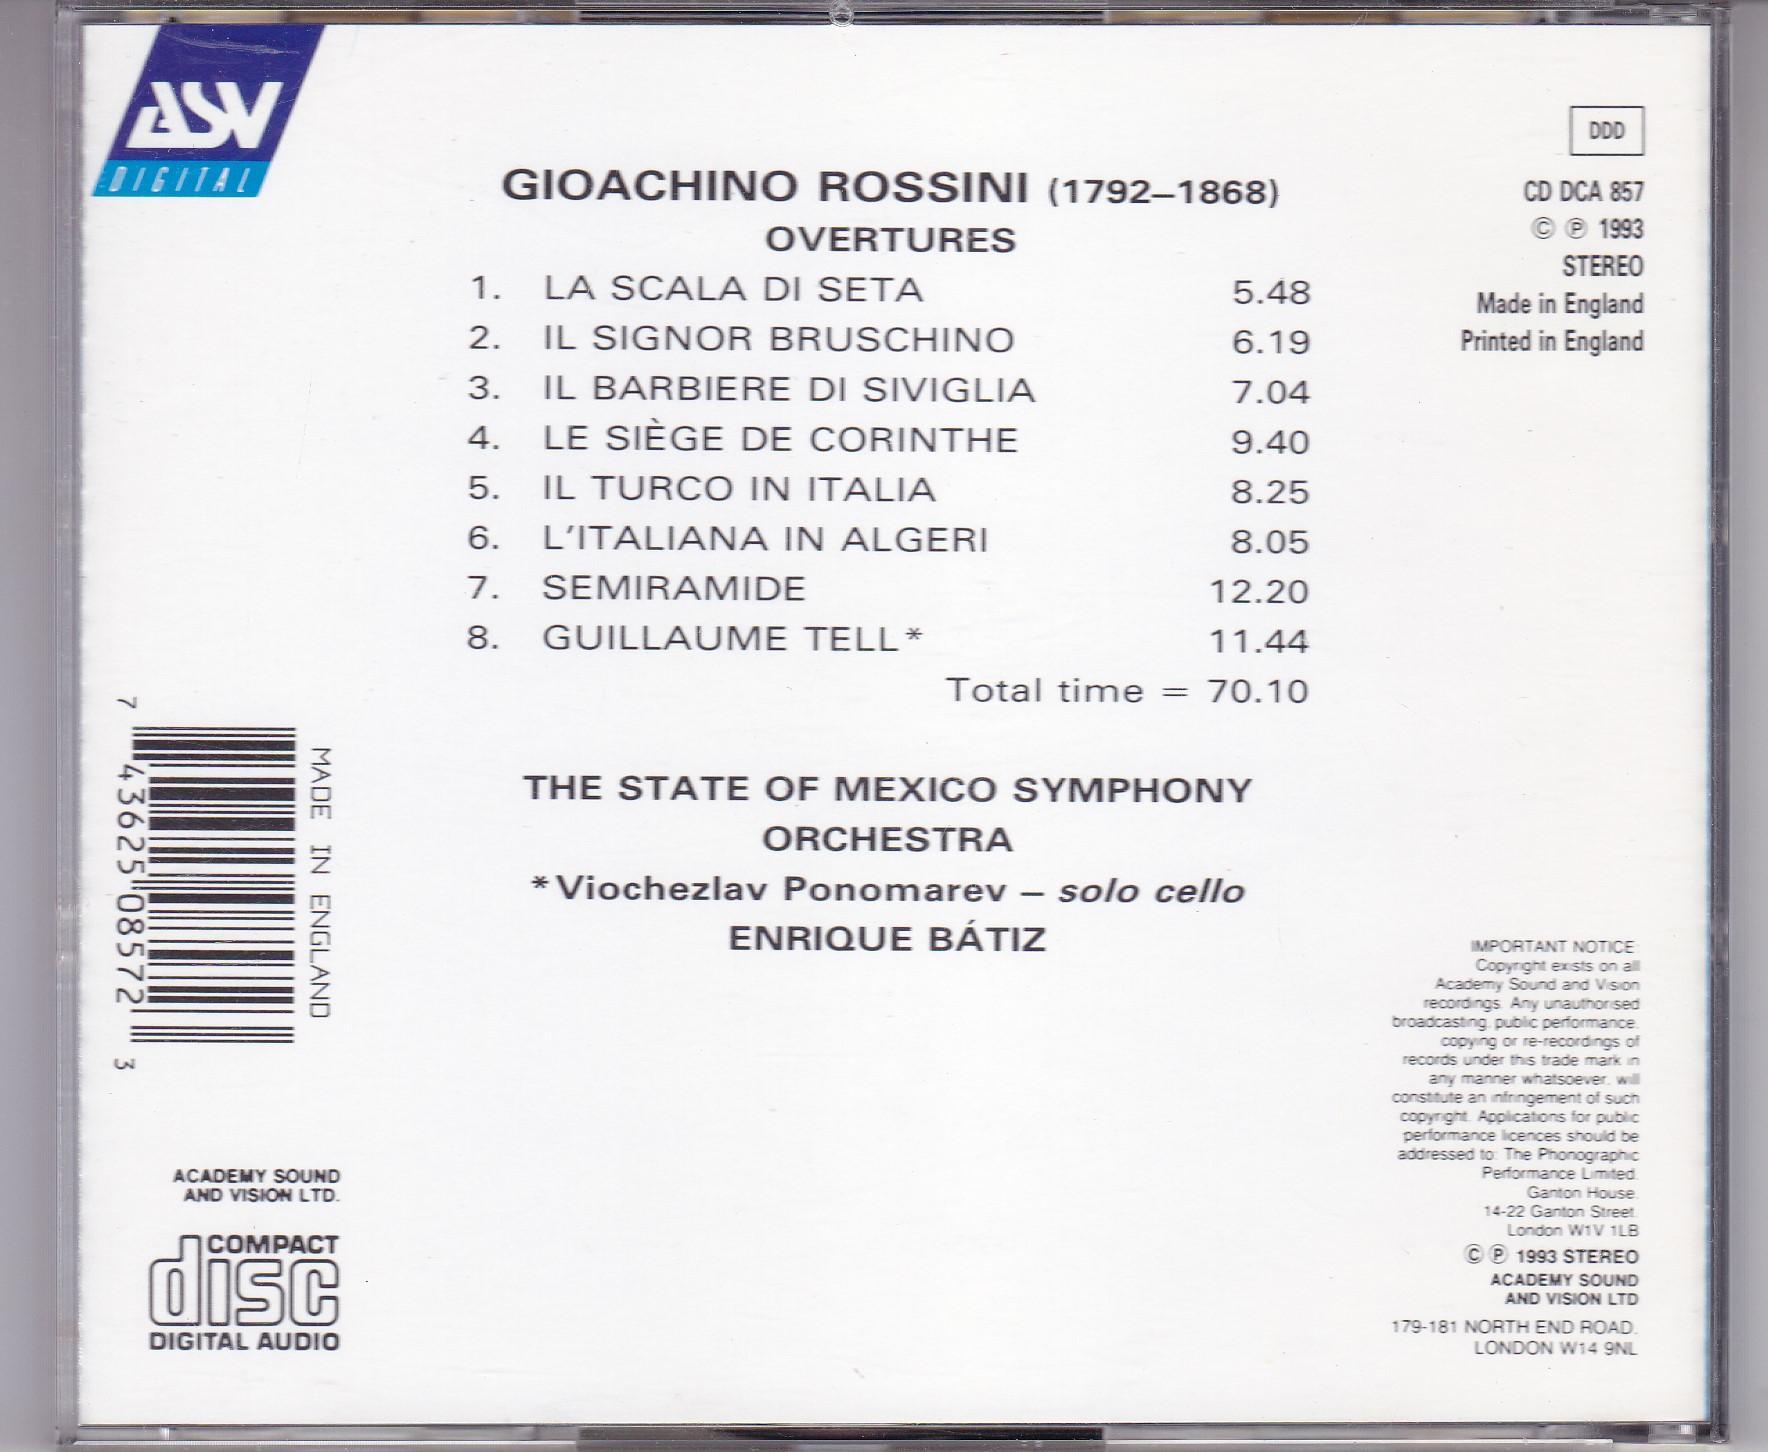 ASV
DIGITAL
DDD
CD DCA 857
© ℗ 1993
STEREO
Made in England
Printed in England
GIOACHINO ROSSINI (1792–1868)
OVERTURES
1. LA SCALA DI SETA 5.48
2. IL SIGNOR BRUSCHINO 6.19
3. IL BARBIERE DI SIVIGLIA 7.04
4. LE SIÈGE DE CORINTHE 9.40
5. IL TURCO IN ITALIA 8.25
6. L'ITALIANA IN ALGERI 8.05
7. SEMIRAMIDE 12.20
8. GUILLAUME TELL* 11.44
Total time = 70.10
THE STATE OF MEXICO SYMPHONY
ORCHESTRA
*Viochezlav Ponomarev – solo cello
ENRIQUE BÁTIZ
7 43625 08572 3
MADE IN ENGLAND
ACADEMY SOUND
AND VISION LTD.
COMPACT
disc
DIGITAL AUDIO
IMPORTANT NOTICE:
Copyright exists on all
Academy Sound and Vision
recordings. Any unauthorised
broadcasting, public performance,
copying or re-recordings of
records under this trade mark in
any manner whatsoever, will
constitute an infringement of such
copyright. Applications for public
performance licences should be
addressed to: The Phonographic
Performance Limited,
Ganton House,
14-22 Ganton Street,
London W1V 1LB
© ℗ 1993 STEREO
ACADEMY SOUND
AND VISION LTD
179-181 NORTH END ROAD,
LONDON W14 9NL